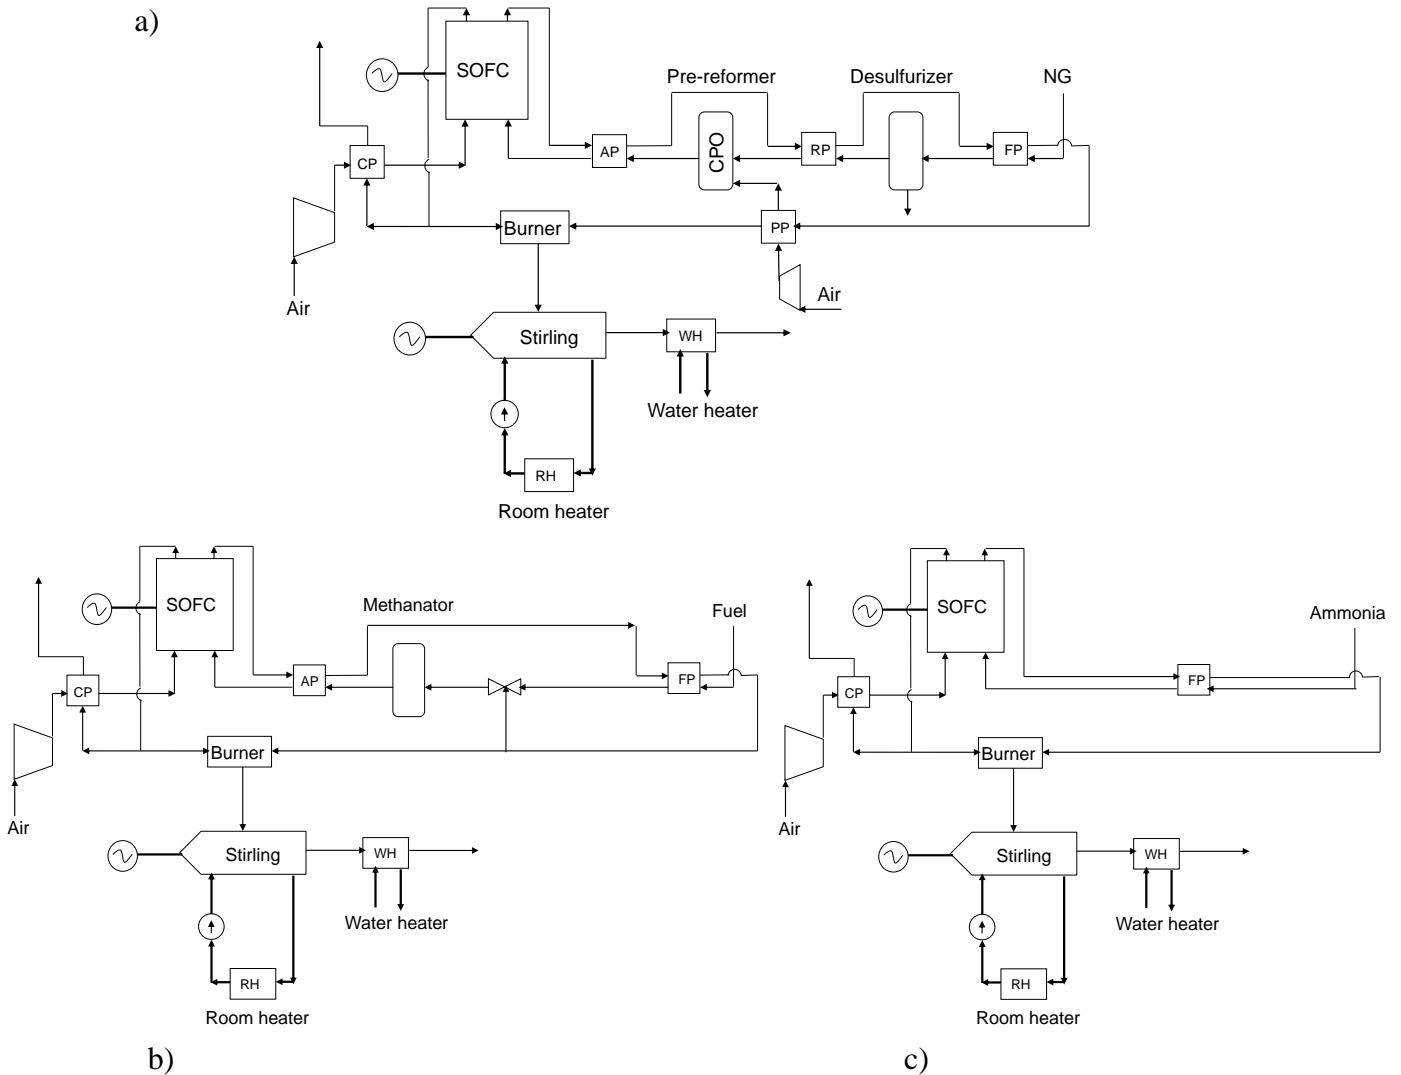 a)
SOFC
Pre-reformer
Desulfurizer
NG
AP
CPO
RP
FP
CP
Burner
PP
Air
Air
Stirling
WH
Water heater
RH
Room heater
SOFC
Methanator
Fuel
AP
FP
CP
Burner
Air
Stirling
WH
Water heater
RH
Room heater
b)
SOFC
Ammonia
FP
CP
Burner
Air
Stirling
WH
Water heater
RH
Room heater
c)